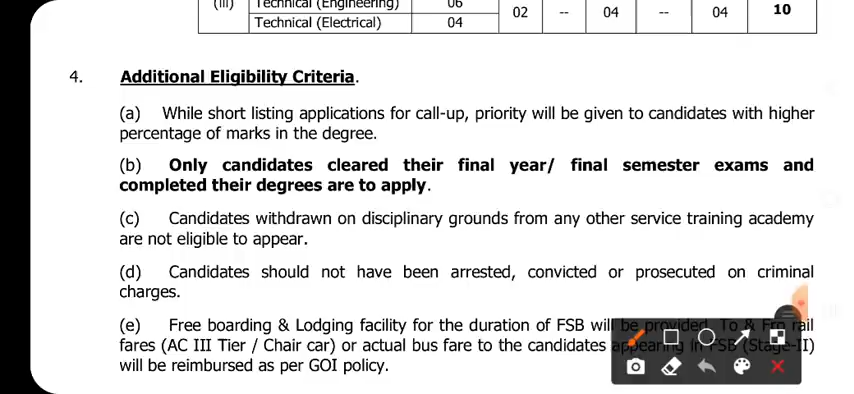 (iii) Technical (Engineering) 06
02 -- 04 -- 04 10
Technical (Electrical) 04
4. Additional Eligibility Criteria.
(a) While short listing applications for call-up, priority will be given to candidates with higher
percentage of marks in the degree.
(b) Only candidates cleared their final year/ final semester exams and
completed their degrees are to apply.
(c) Candidates withdrawn on disciplinary grounds from any other service training academy
are not eligible to appear.
(d) Candidates should not have been arrested, convicted or prosecuted on criminal
charges.
(e) Free boarding & Lodging facility for the duration of FSB will be provided. To & Fro rail
fares (AC III Tier / Chair car) or actual bus fare to the candidates appearing in FSB (Stage-II)
will be reimbursed as per GOI policy.